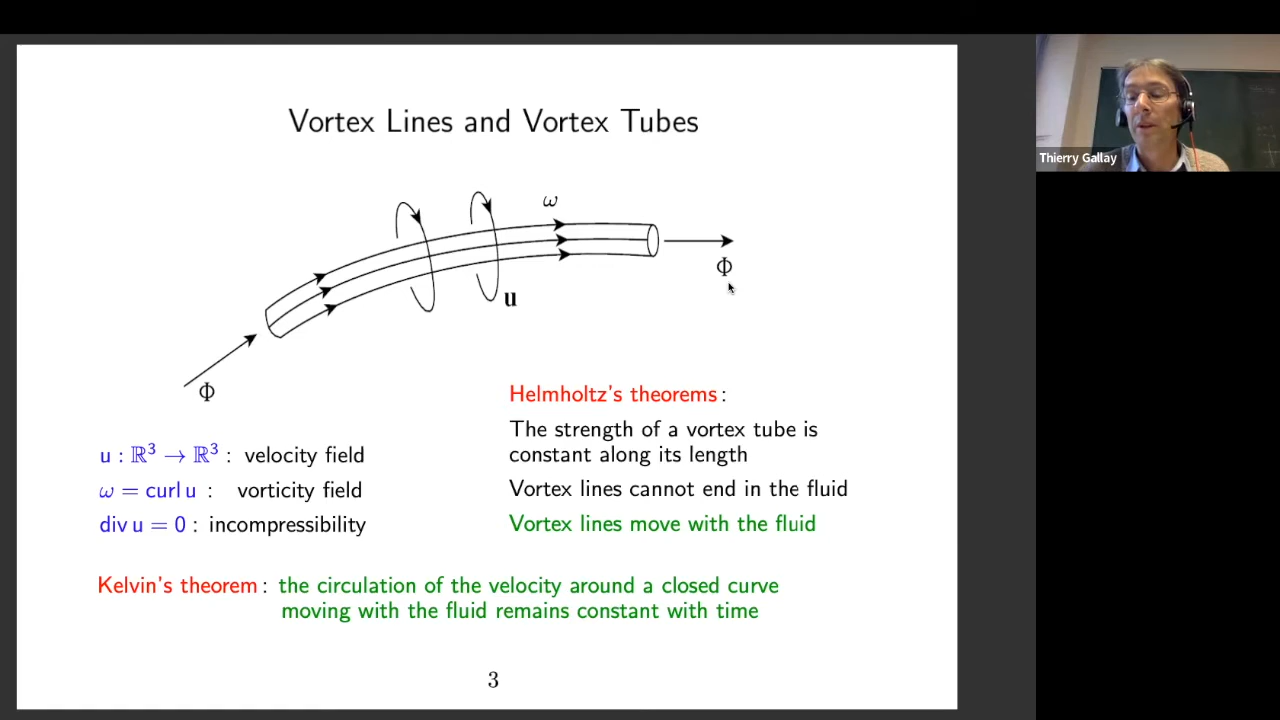 Vortex Lines and Vortex Tubes
ω
Φ
u
Φ
Helmholtz's theorems :
The strength of a vortex tube is
constant along its length
Vortex lines cannot end in the fluid
Vortex lines move with the fluid
u : ℝ³ → ℝ³ : velocity field
ω = curl u : vorticity field
div u = 0 : incompressibility
Kelvin's theorem : the circulation of the velocity around a closed curve
moving with the fluid remains constant with time
3
Thierry Gallay